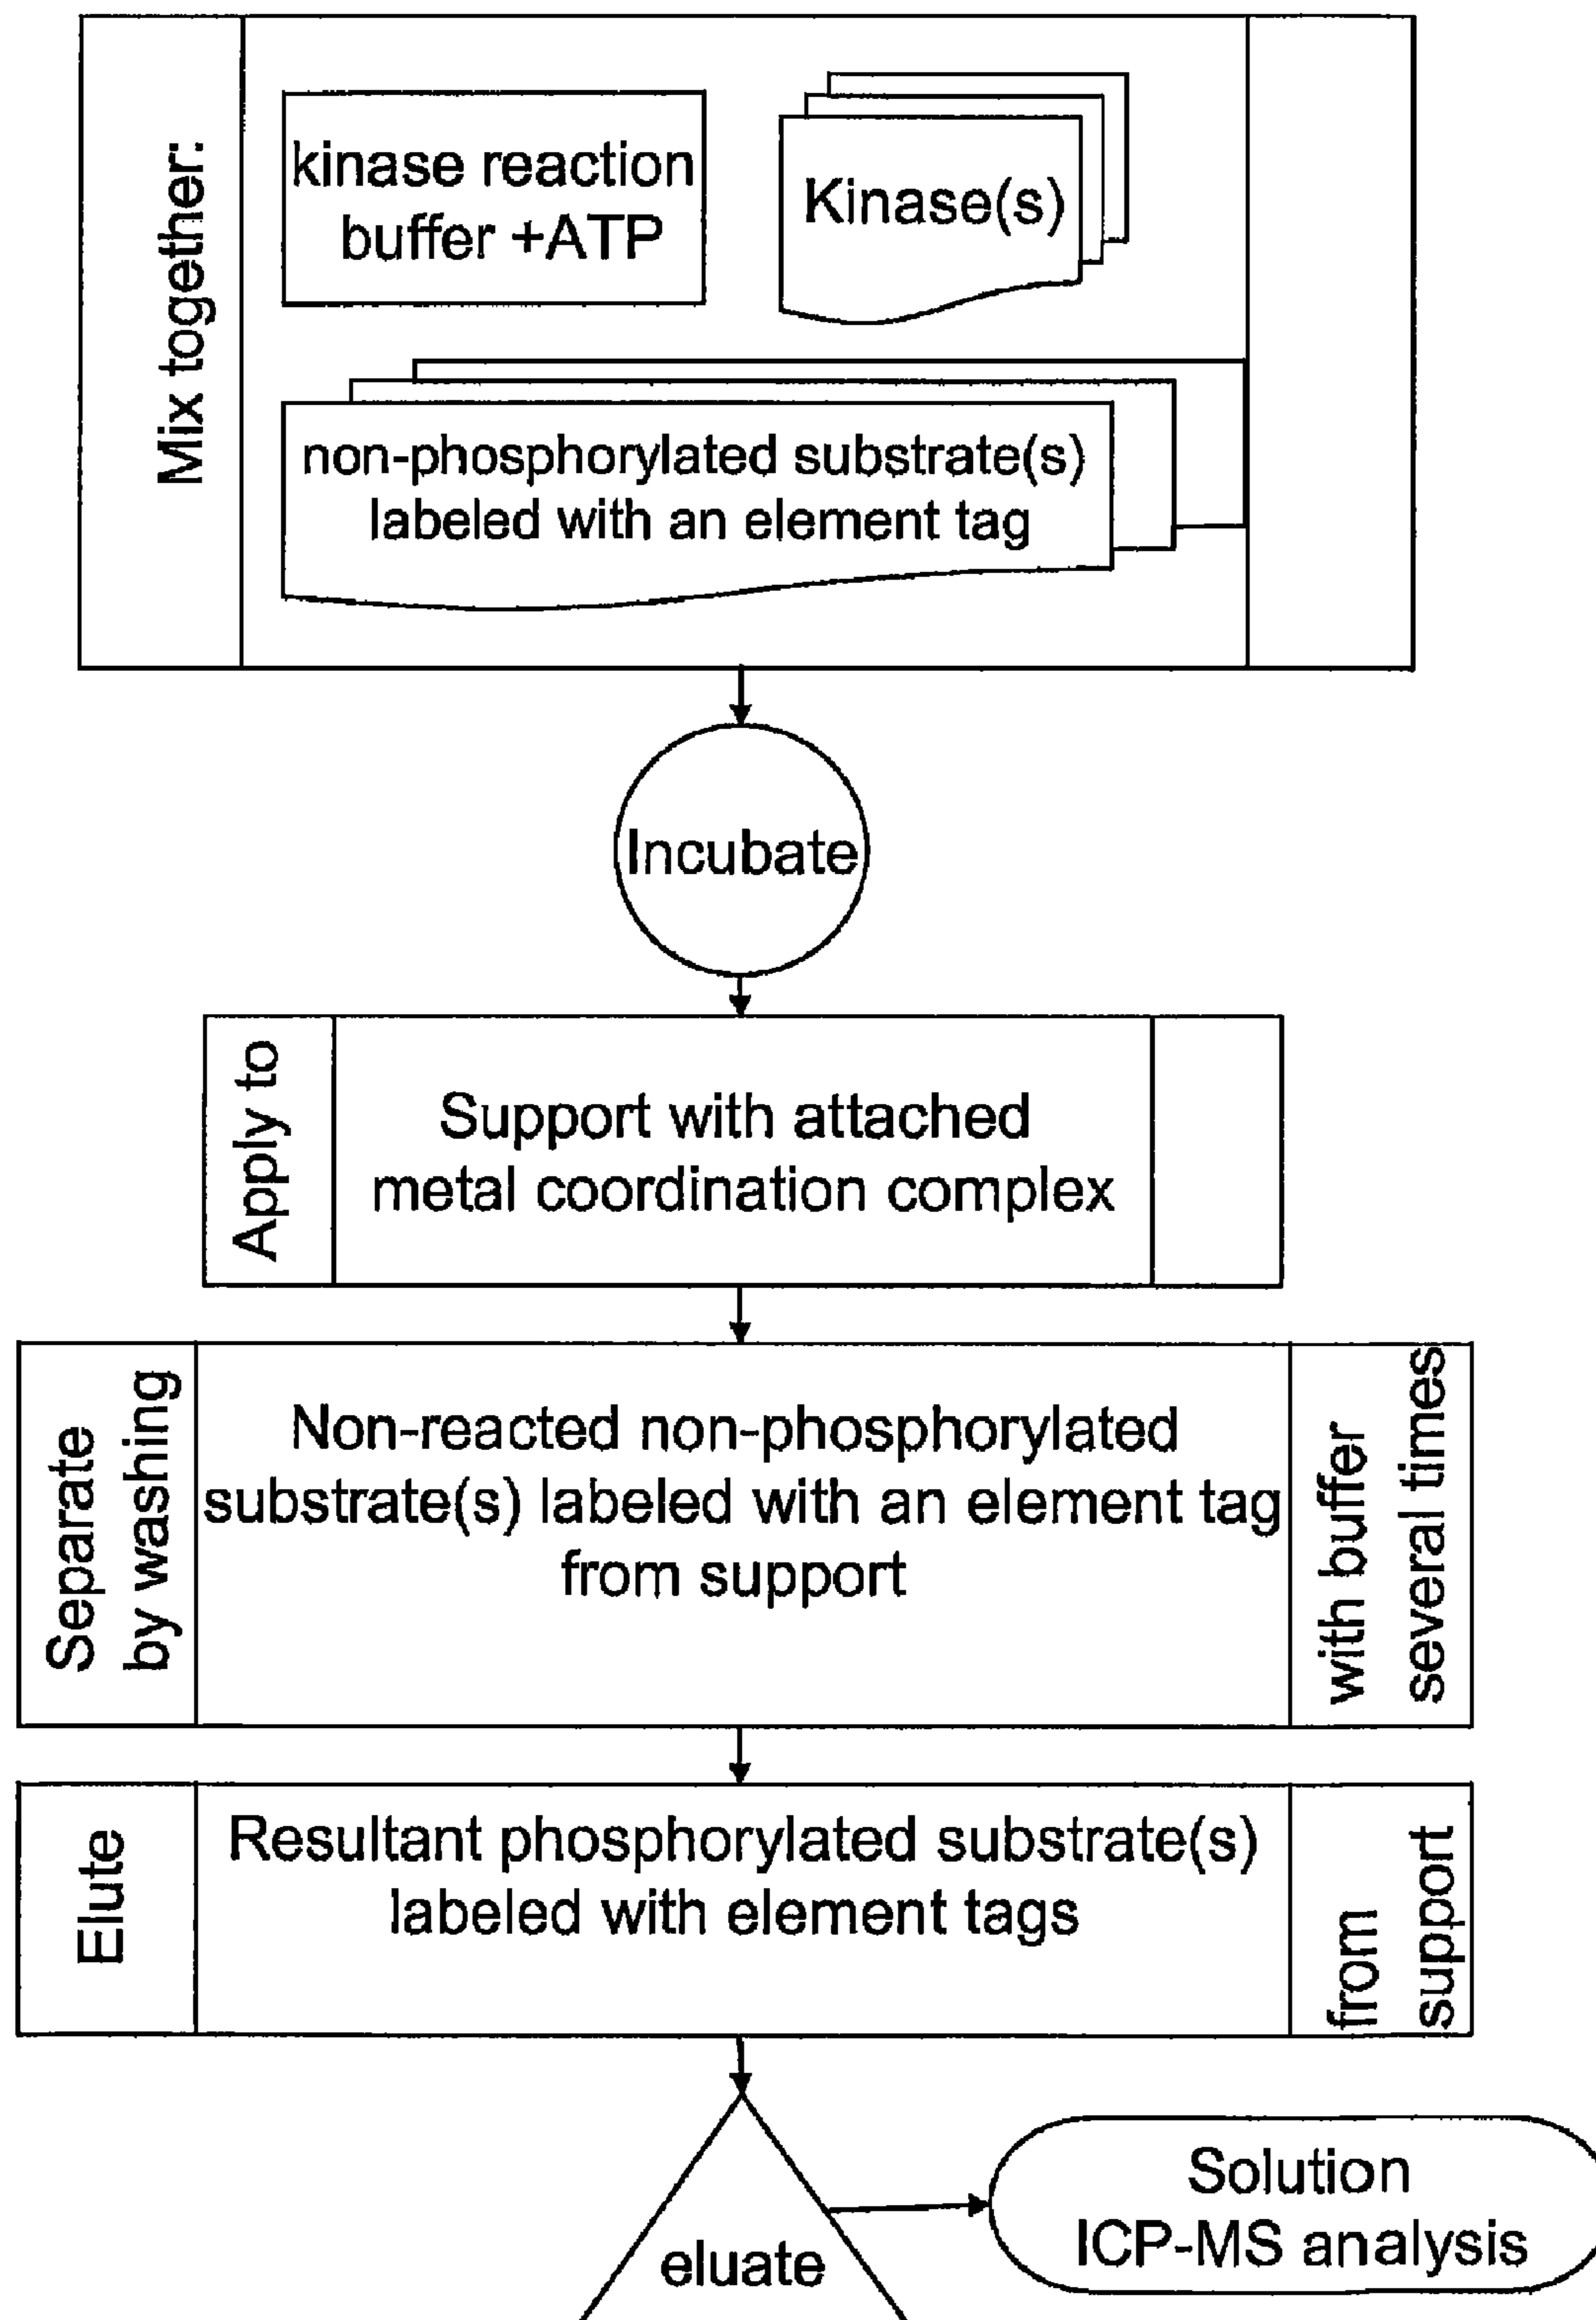 Mix together:
kinase reaction
buffer +ATP
Kinase(s)
non-phosphorylated substrate(s)
labeled with an element tag
Incubate
Apply to
Support with attached
metal coordination complex
Separate
by washing
Non-reacted non-phosphorylated
substrate(s) labeled with an element tag
from support
with buffer
several times
Elute
Resultant phosphorylated substrate(s)
labeled with element tags
from
support
eluate
Solution
ICP-MS analysis